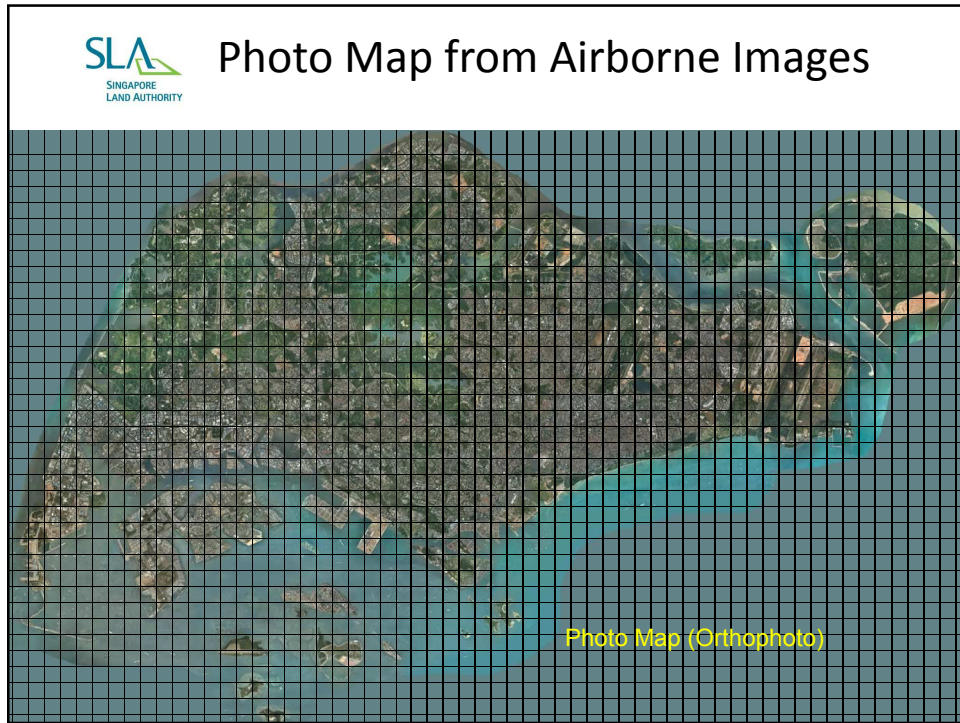 SLA
SINGAPORE
LAND AUTHORITY
Photo Map from Airborne Images
Photo Map (Orthophoto)